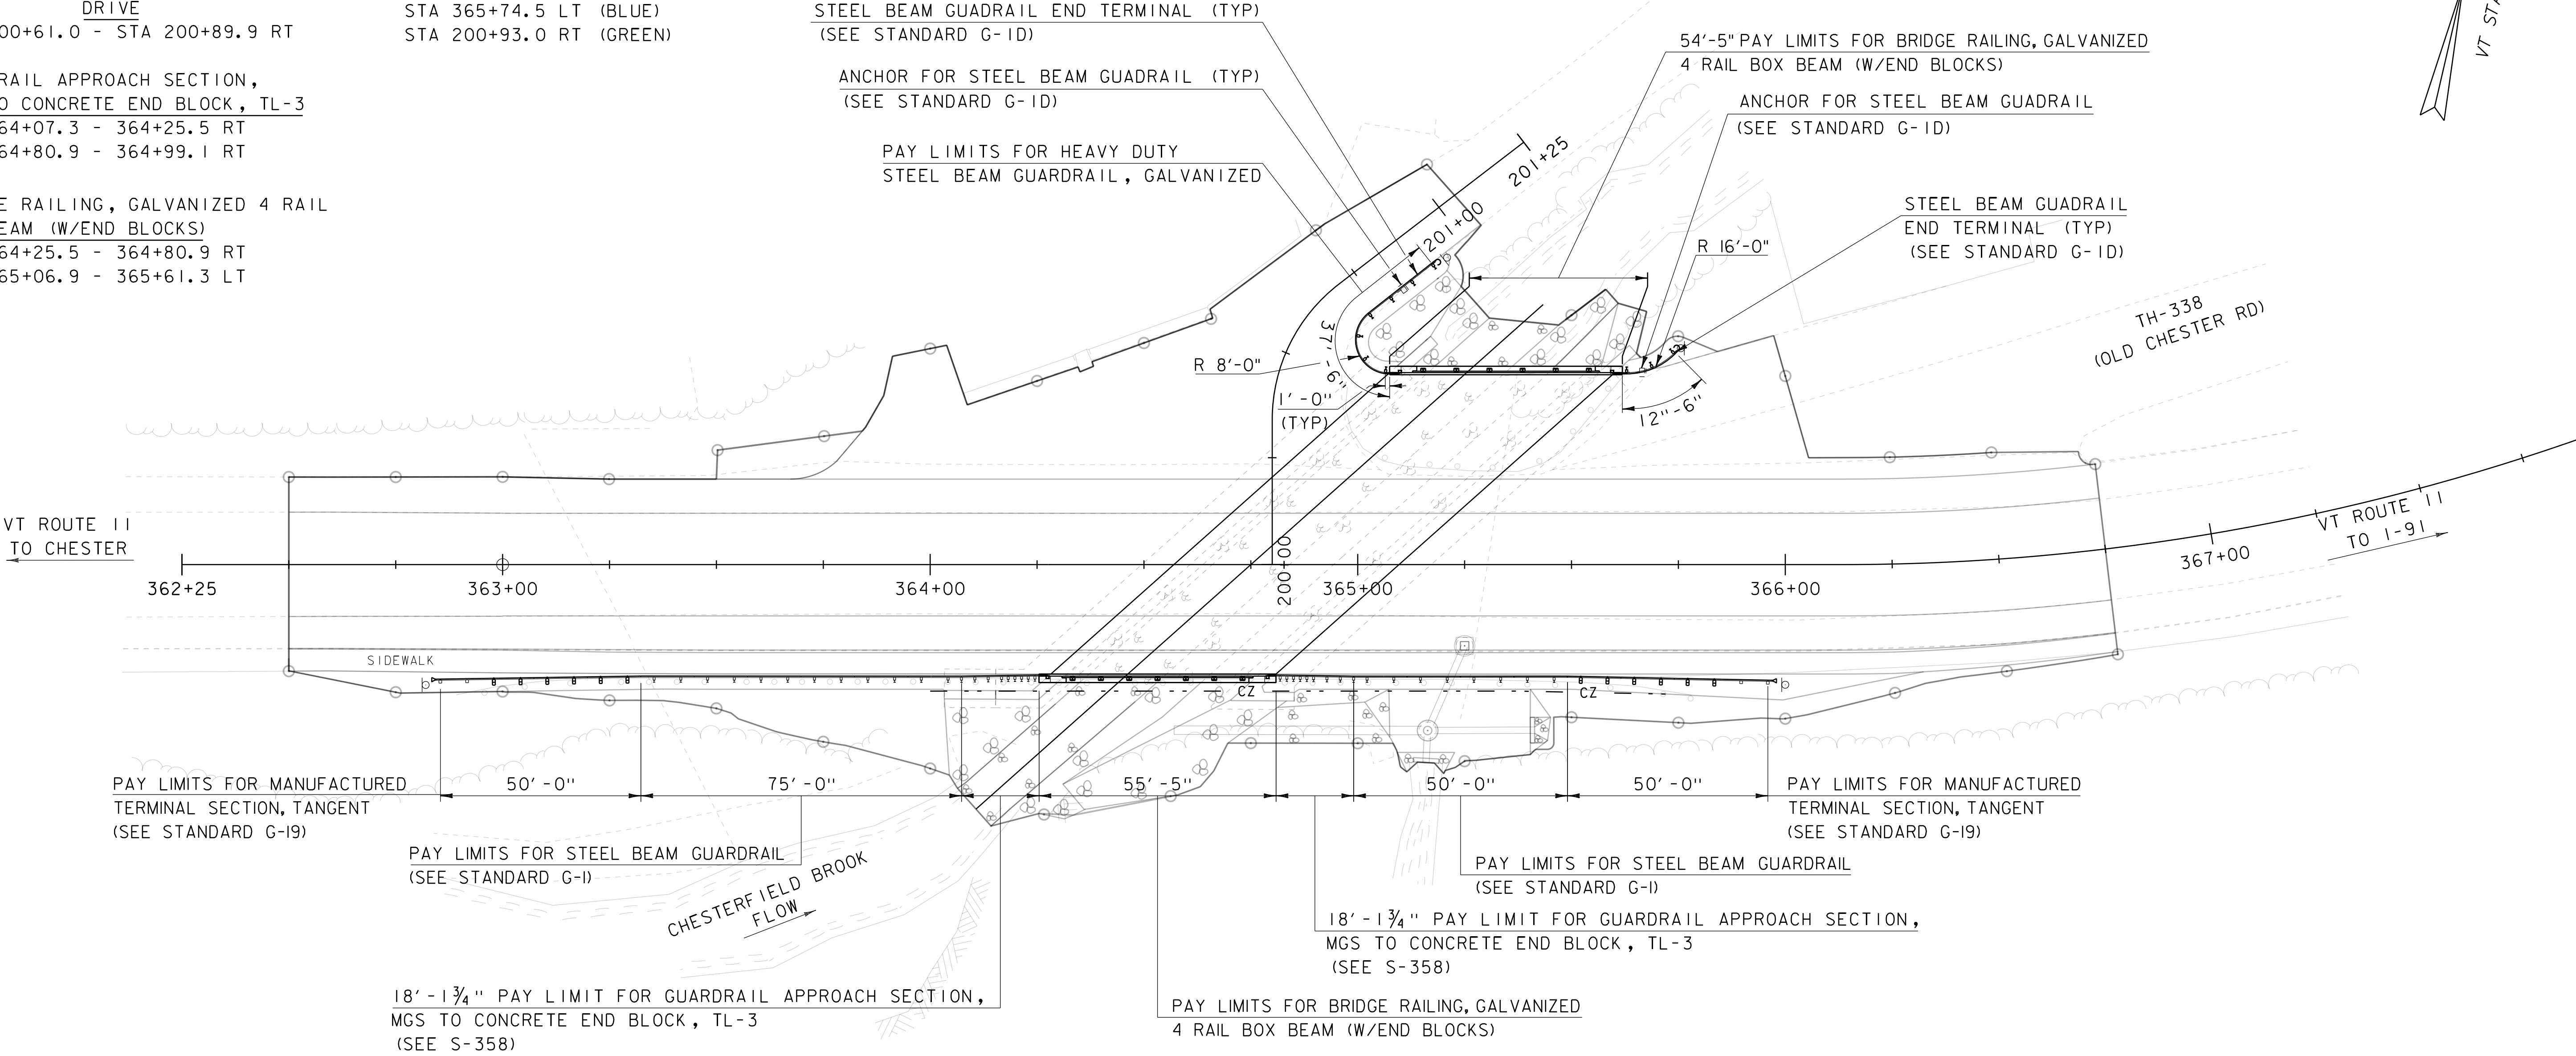 DRIVE
00+61.0 - STA 200+89.9 RT
RAIL APPROACH SECTION,
O CONCRETE END BLOCK, TL-3
64+07.3 - 364+25.5 RT
64+80.9 - 364+99.1 RT
E RAILING, GALVANIZED 4 RAIL
EAM (W/END BLOCKS)
64+25.5 - 364+80.9 RT
65+06.9 - 365+61.3 LT
STA 365+74.5 LT (BLUE)
STA 200+93.0 RT (GREEN)
STEEL BEAM GUADRAIL END TERMINAL (TYP)
(SEE STANDARD G-1D)
ANCHOR FOR STEEL BEAM GUADRAIL (TYP)
(SEE STANDARD G-1D)
PAY LIMITS FOR HEAVY DUTY
STEEL BEAM GUARDRAIL, GALVANIZED
54'-5" PAY LIMITS FOR BRIDGE RAILING, GALVANIZED
4 RAIL BOX BEAM (W/END BLOCKS)
ANCHOR FOR STEEL BEAM GUADRAIL
(SEE STANDARD G-1D)
STEEL BEAM GUADRAIL
END TERMINAL (TYP)
(SEE STANDARD G-1D)
VT ST
201+25
201+00
R 16'-0"
37'-9"
R 8'-0"
1'-0"
(TYP)
12"-6"
TH-338
(OLD CHESTER RD)
VT ROUTE 11
TO CHESTER
362+25
363+00
364+00
200+00
365+00
366+00
367+00
VT ROUTE 11
TO I-91
SIDEWALK
CZ
CZ
PAY LIMITS FOR MANUFACTURED
TERMINAL SECTION, TANGENT
(SEE STANDARD G-19)
50'-0"
75'-0"
55'-5"
50'-0"
50'-0"
PAY LIMITS FOR MANUFACTURED
TERMINAL SECTION, TANGENT
(SEE STANDARD G-19)
PAY LIMITS FOR STEEL BEAM GUARDRAIL
(SEE STANDARD G-1)
CHESTERFIELD BROOK
FLOW
PAY LIMITS FOR STEEL BEAM GUARDRAIL
(SEE STANDARD G-1)
18'-1¾" PAY LIMIT FOR GUARDRAIL APPROACH SECTION,
MGS TO CONCRETE END BLOCK, TL-3
(SEE S-358)
18'-1¾" PAY LIMIT FOR GUARDRAIL APPROACH SECTION,
MGS TO CONCRETE END BLOCK, TL-3
(SEE S-358)
PAY LIMITS FOR BRIDGE RAILING, GALVANIZED
4 RAIL BOX BEAM (W/END BLOCKS)